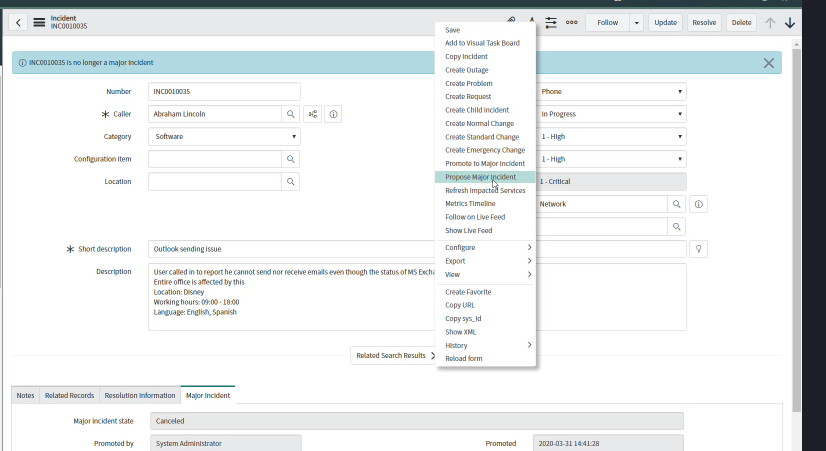 Incident
INC0010035
Follow
Update
Resolve
Delete
INC0010035 is no longer a major incident
Number
INC0010035
Phone
Caller
Abraham Lincoln
In Progress
Category
Software
1 - High
Configuration item
1 - High
Location
1 - Critical
Network
Short description
Outlook sending issue
Description
User called in to report he cannot send nor receive emails even though the status of MS Excha
Entire office is affected by this
Location: Disney
Working hours: 09:00 - 18:00
Language: English, Spanish
Save
Add to Visual Task Board
Copy Incident
Create Outage
Create Problem
Create Request
Create Child Incident
Create Normal Change
Create Standard Change
Create Emergency Change
Promote to Major Incident
Propose Major Incident
Refresh Impacted Services
Metrics Timeline
Follow on Live Feed
Show Live Feed
Configure
Export
View
Create Favorite
Copy URL
Copy sys_id
Show XML
History
Reload form
Related Search Results
Notes
Related Records
Resolution Information
Major Incident
Major incident state
Canceled
Promoted by
System Administrator
Promoted
2020-03-31 14:41:28